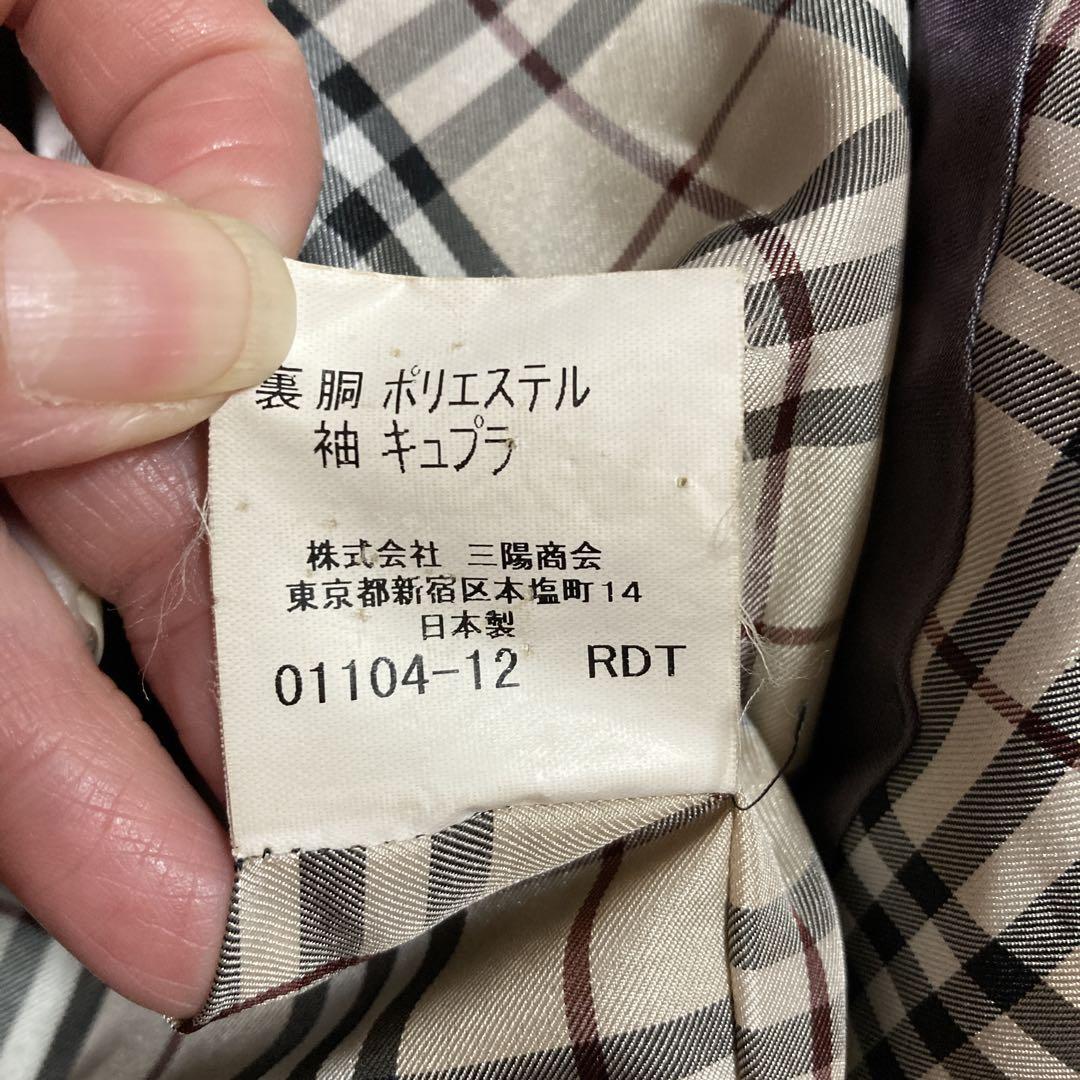 裏 胴 ポリエステル
袖 キュプラ
株式会社 三陽商会
東京都新宿区本塩町14
日本製
01104-12 RDT